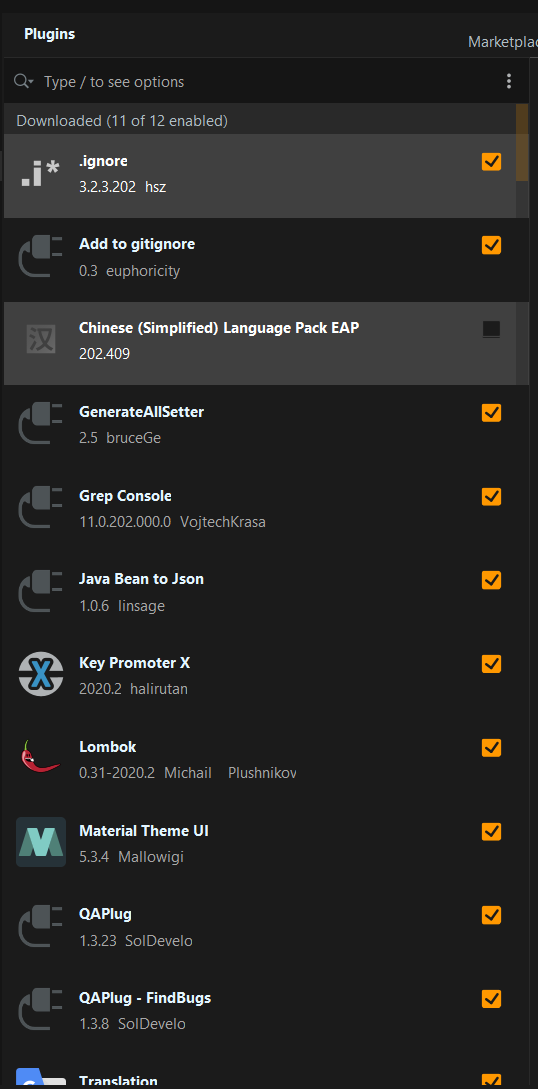 Plugins
Marketplac
Type / to see options
Downloaded (11 of 12 enabled)
.i*
.ignore
3.2.3.202 hsz
Add to gitignore
0.3 euphoricity
汉
Chinese (Simplified) Language Pack EAP
202.409
GenerateAllSetter
2.5 bruceGe
Grep Console
11.0.202.000.0 VojtechKrasa
Java Bean to Json
1.0.6 linsage
X
Key Promoter X
2020.2 halirutan
Lombok
0.31-2020.2 Michail Plushnikov
Material Theme UI
5.3.4 Mallowigi
QAPlug
1.3.23 SolDevelo
QAPlug - FindBugs
1.3.8 SolDevelo
Translation